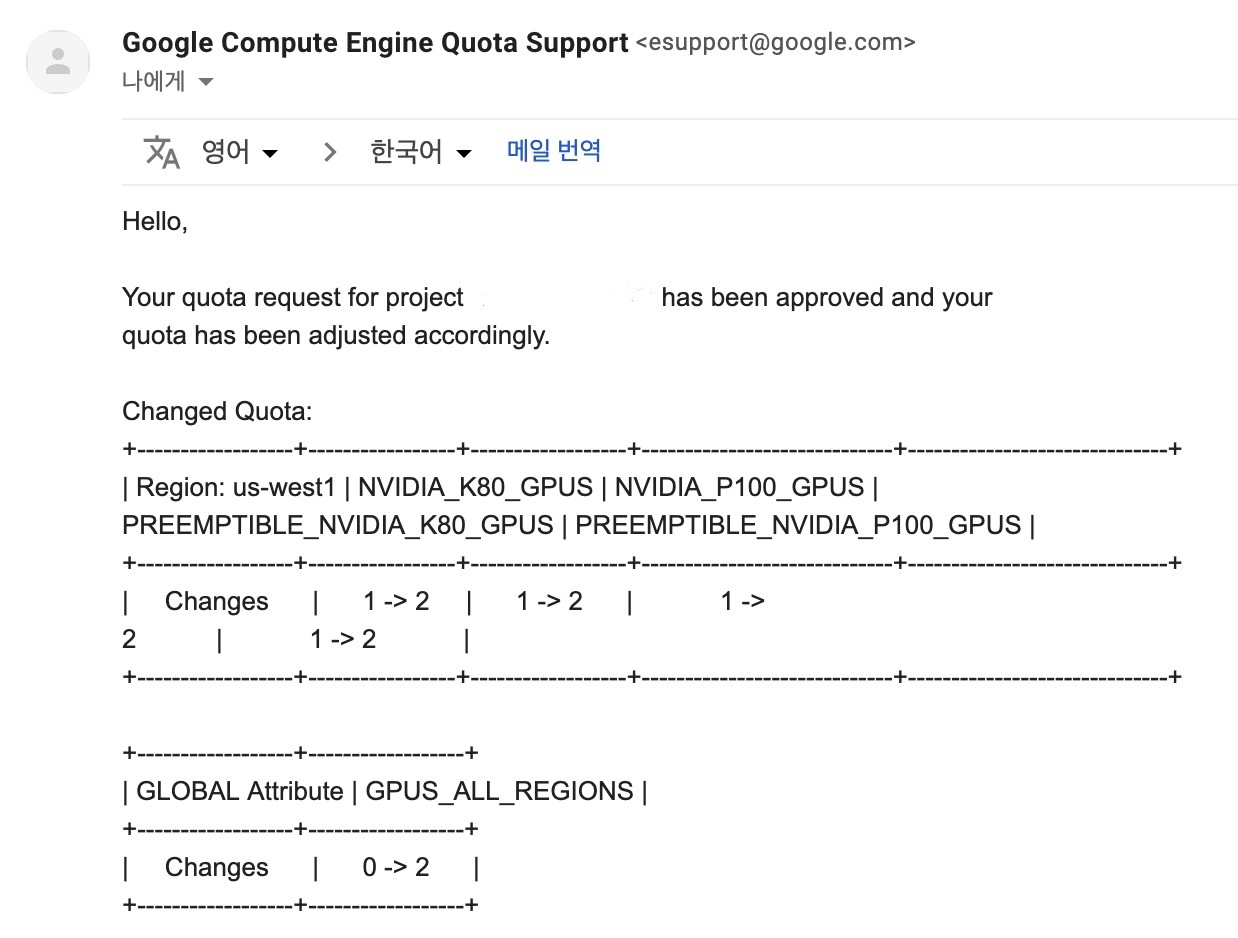 Google Compute Engine Quota Support <esupport@google.com>
나에게
영어 > 한국어 메일 번역
Hello,
Your quota request for project has been approved and your
quota has been adjusted accordingly.
Changed Quota:
+------------------+-----------------+------------------+-----------------------------+------------------------------+
| Region: us-west1 | NVIDIA_K80_GPUS | NVIDIA_P100_GPUS |
PREEMPTIBLE_NVIDIA_K80_GPUS | PREEMPTIBLE_NVIDIA_P100_GPUS |
+------------------+-----------------+------------------+-----------------------------+------------------------------+
| Changes | 1 -> 2 | 1 -> 2 | 1 ->
2 | 1 -> 2 |
+------------------+-----------------+------------------+-----------------------------+------------------------------+
+------------------+------------------+
| GLOBAL Attribute | GPUS_ALL_REGIONS |
+------------------+------------------+
| Changes | 0 -> 2 |
+------------------+------------------+